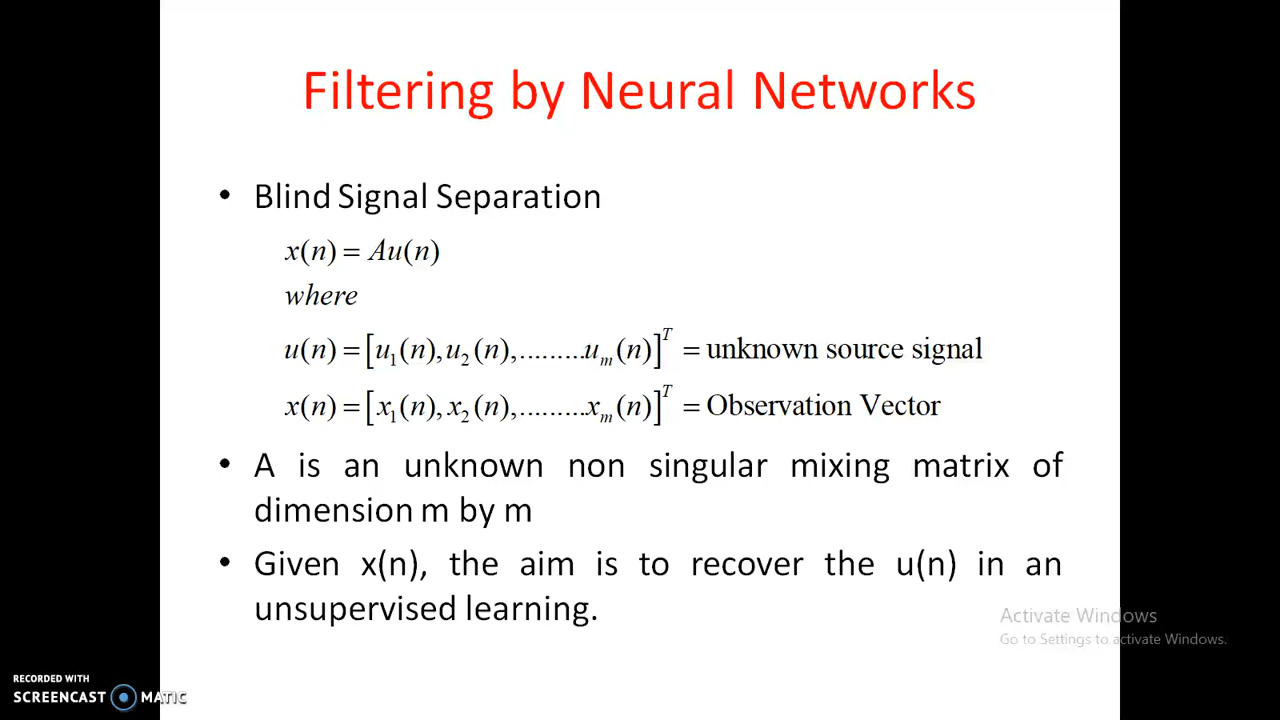 Filtering by Neural Networks
• Blind Signal Separation
x(n) = Au(n)
where
u(n) = [u₁(n), u₂(n),.........uₘ(n)]ᵀ = unknown source signal
x(n) = [x₁(n), x₂(n),.........xₘ(n)]ᵀ = Observation Vector
• A is an unknown non singular mixing matrix of
dimension m by m
• Given x(n), the aim is to recover the u(n) in an
unsupervised learning.
Activate Windows
Go to Settings to activate Windows.
RECORDED WITH
SCREENCAST MATIC